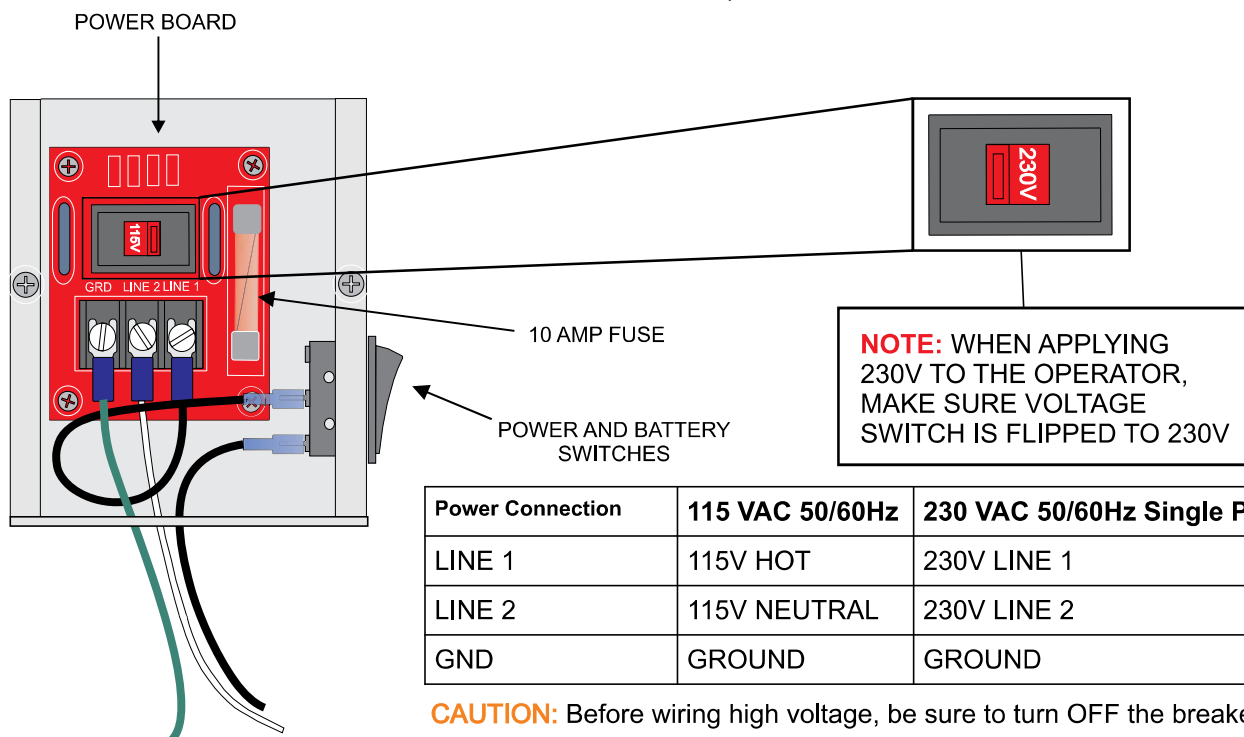 POWER BOARD
230V
115V
GRD LINE 2 LINE 1
10 AMP FUSE
POWER AND BATTERY
SWITCHES
NOTE: WHEN APPLYING
230V TO THE OPERATOR,
MAKE SURE VOLTAGE
SWITCH IS FLIPPED TO 230V
Power Connection 115 VAC 50/60Hz 230 VAC 50/60Hz Single
LINE 1 115V HOT 230V LINE 1
LINE 2 115V NEUTRAL 230V LINE 2
GND GROUND GROUND
CAUTION: Before wiring high voltage, be sure to turn OFF the